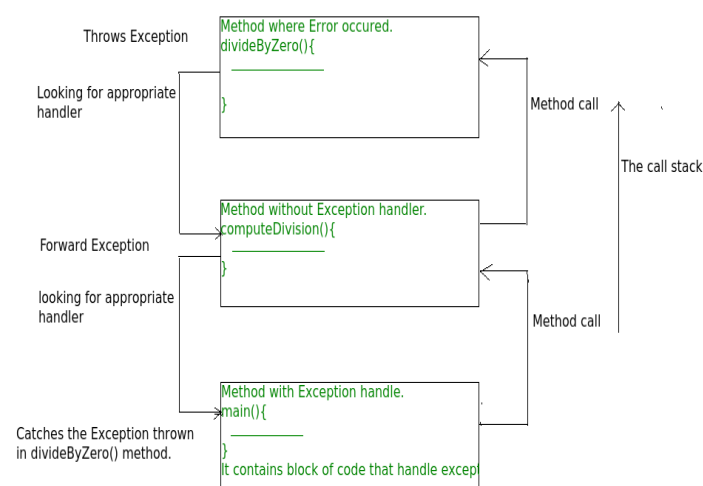 Throws Exception
Method where Error occured.
divideByZero(){
}
Looking for appropriate
handler
Method call
The call stack
Method without Exception handler.
computeDivision(){
}
Forward Exception
looking for appropriate
handler
Method call
Method with Exception handle.
main(){
}
It contains block of code that handle except
Catches the Exception thrown
in divideByZero() method.